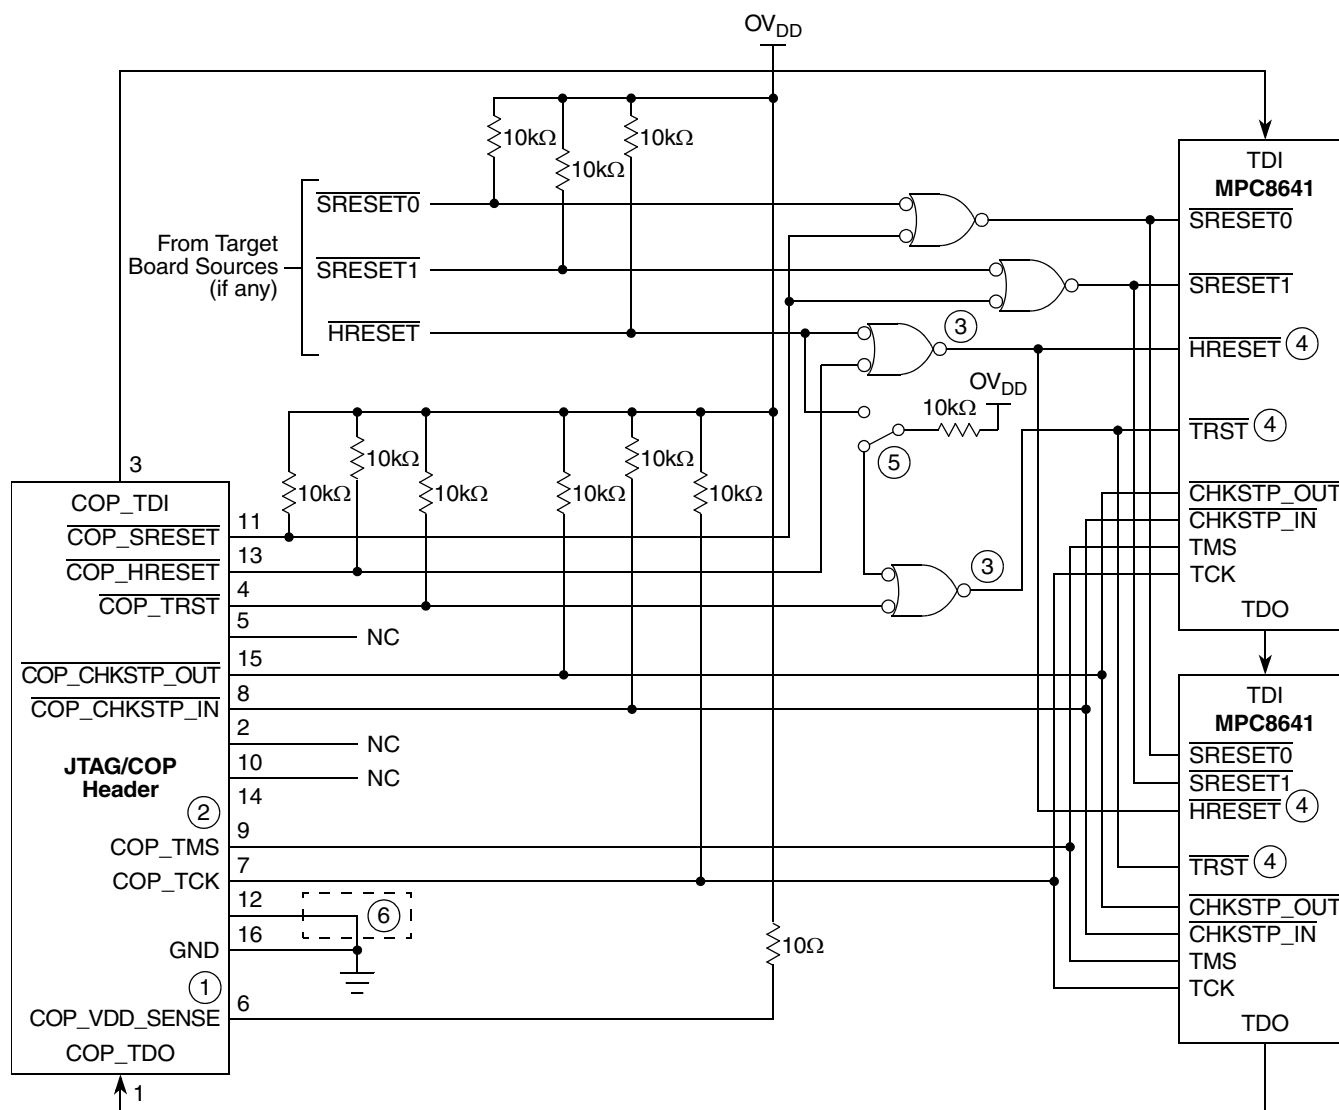 OVDD
10kΩ
10kΩ
10kΩ
From Target
Board Sources
(if any)
SRESET0
SRESET1
HRESET
3
OVDD
10kΩ
5
3
TDI
MPC8641
SRESET0
SRESET1
HRESET 4
TRST 4
CHKSTP_OUT
CHKSTP_IN
TMS
TCK
TDO
3
10kΩ
10kΩ
10kΩ
10kΩ
10kΩ
10kΩ
COP_TDI
COP_SRESET 11
COP_HRESET 13
COP_TRST 4
5 NC
COP_CHKSTP_OUT 15
COP_CHKSTP_IN 8
2 NC
JTAG/COP
Header
10 NC
14
2
COP_TMS 9
COP_TCK 7
12 6
GND 16
1
COP_VDD_SENSE 6
10Ω
COP_TDO
1
TDI
MPC8641
SRESET0
SRESET1
HRESET 4
TRST 4
CHKSTP_OUT
CHKSTP_IN
TMS
TCK
TDO